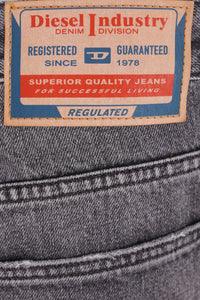 Diesel Industry
DENIM DIVISION
REGISTERED GUARANTEED
SINCE D 1978
SUPERIOR QUALITY JEANS
FOR SUCCESSFUL LIVING
REGULATED